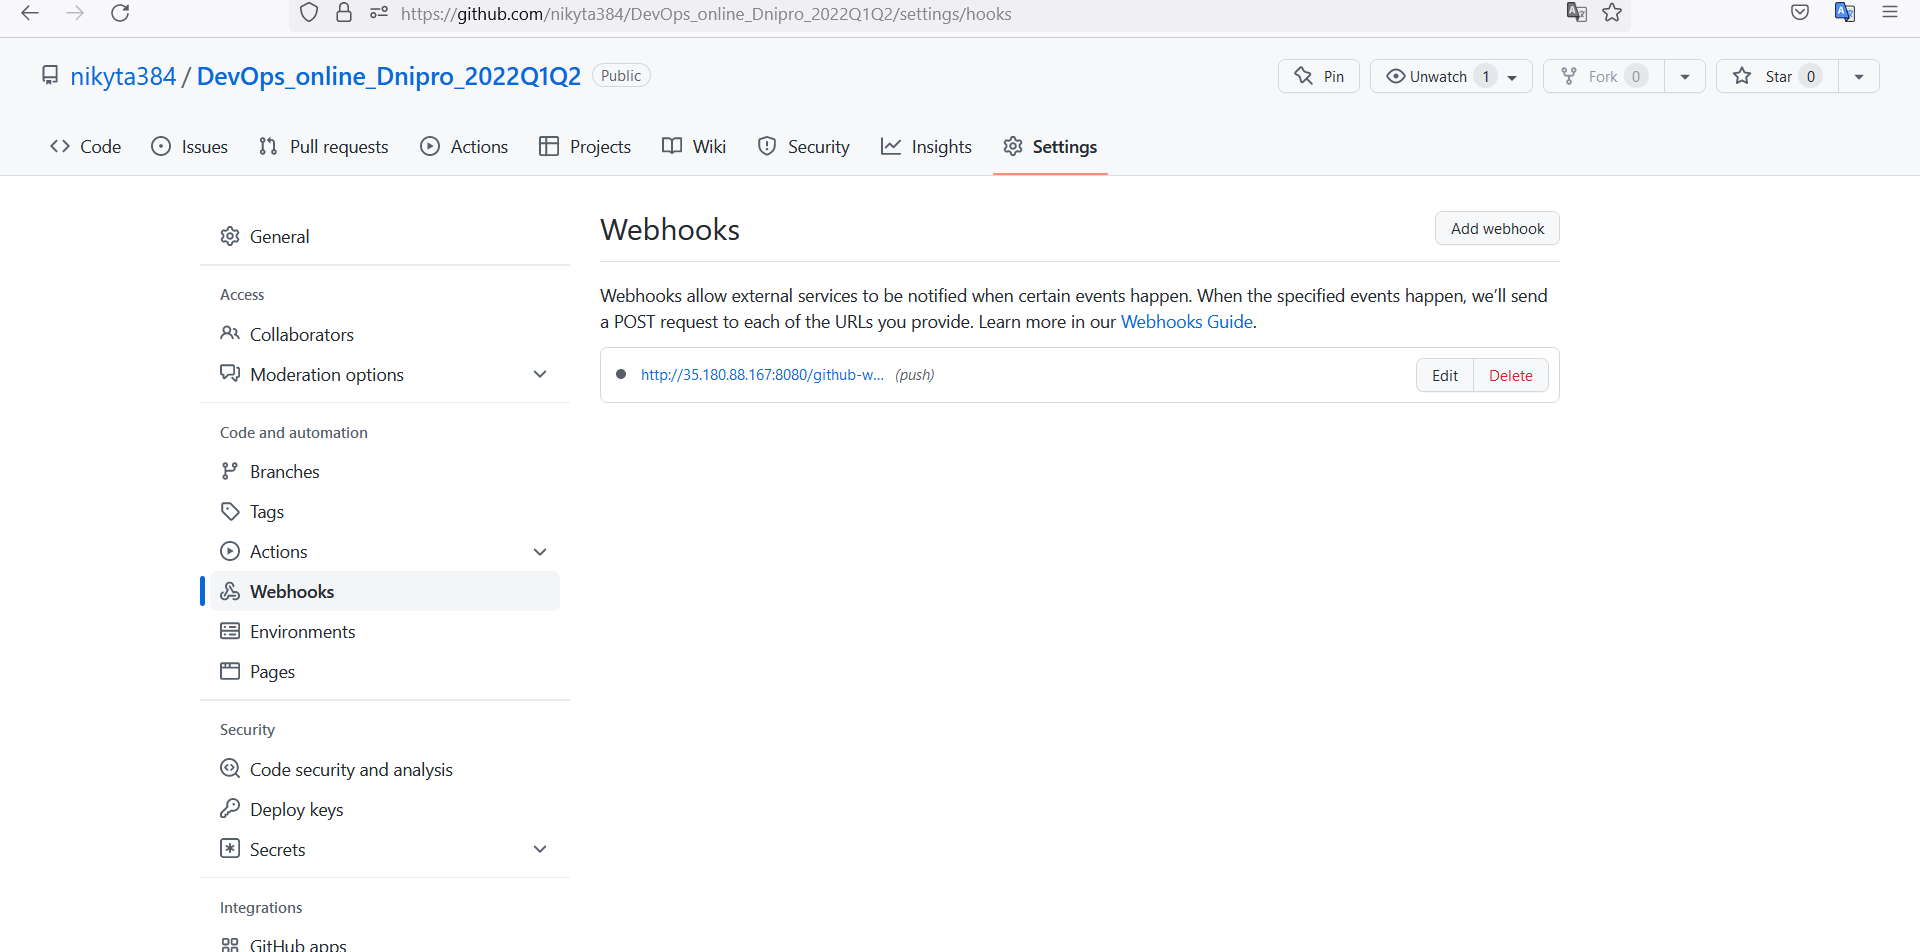 https://github.com/nikyta384/DevOps_online_Dnipro_2022Q1Q2/settings/hooks
nikyta384 / DevOps_online_Dnipro_2022Q1Q2 Public Pin Unwatch 1 Fork 0 Star 0
Code Issues Pull requests Actions Projects Wiki Security Insights Settings
General
Access
Collaborators
Moderation options
Code and automation
Branches
Tags
Actions
Webhooks
Environments
Pages
Security
Code security and analysis
Deploy keys
Secrets
Integrations
GitHub apps
Webhooks Add webhook
Webhooks allow external services to be notified when certain events happen. When the specified events happen, we’ll send
a POST request to each of the URLs you provide. Learn more in our Webhooks Guide.
http://35.180.88.167:8080/github-w... (push) Edit Delete